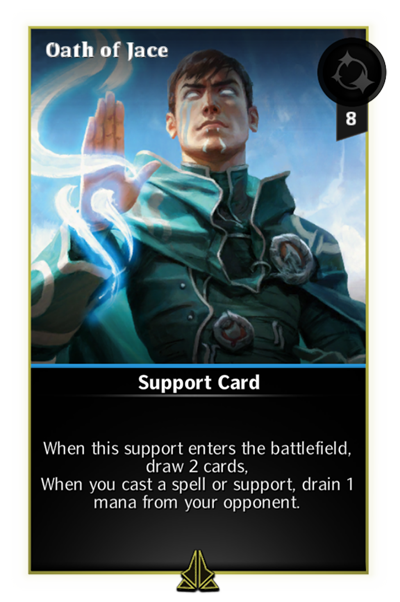 Oath of Jace
8
Support Card
When this support enters the battlefield,
draw 2 cards,
When you cast a spell or support, drain 1
mana from your opponent.